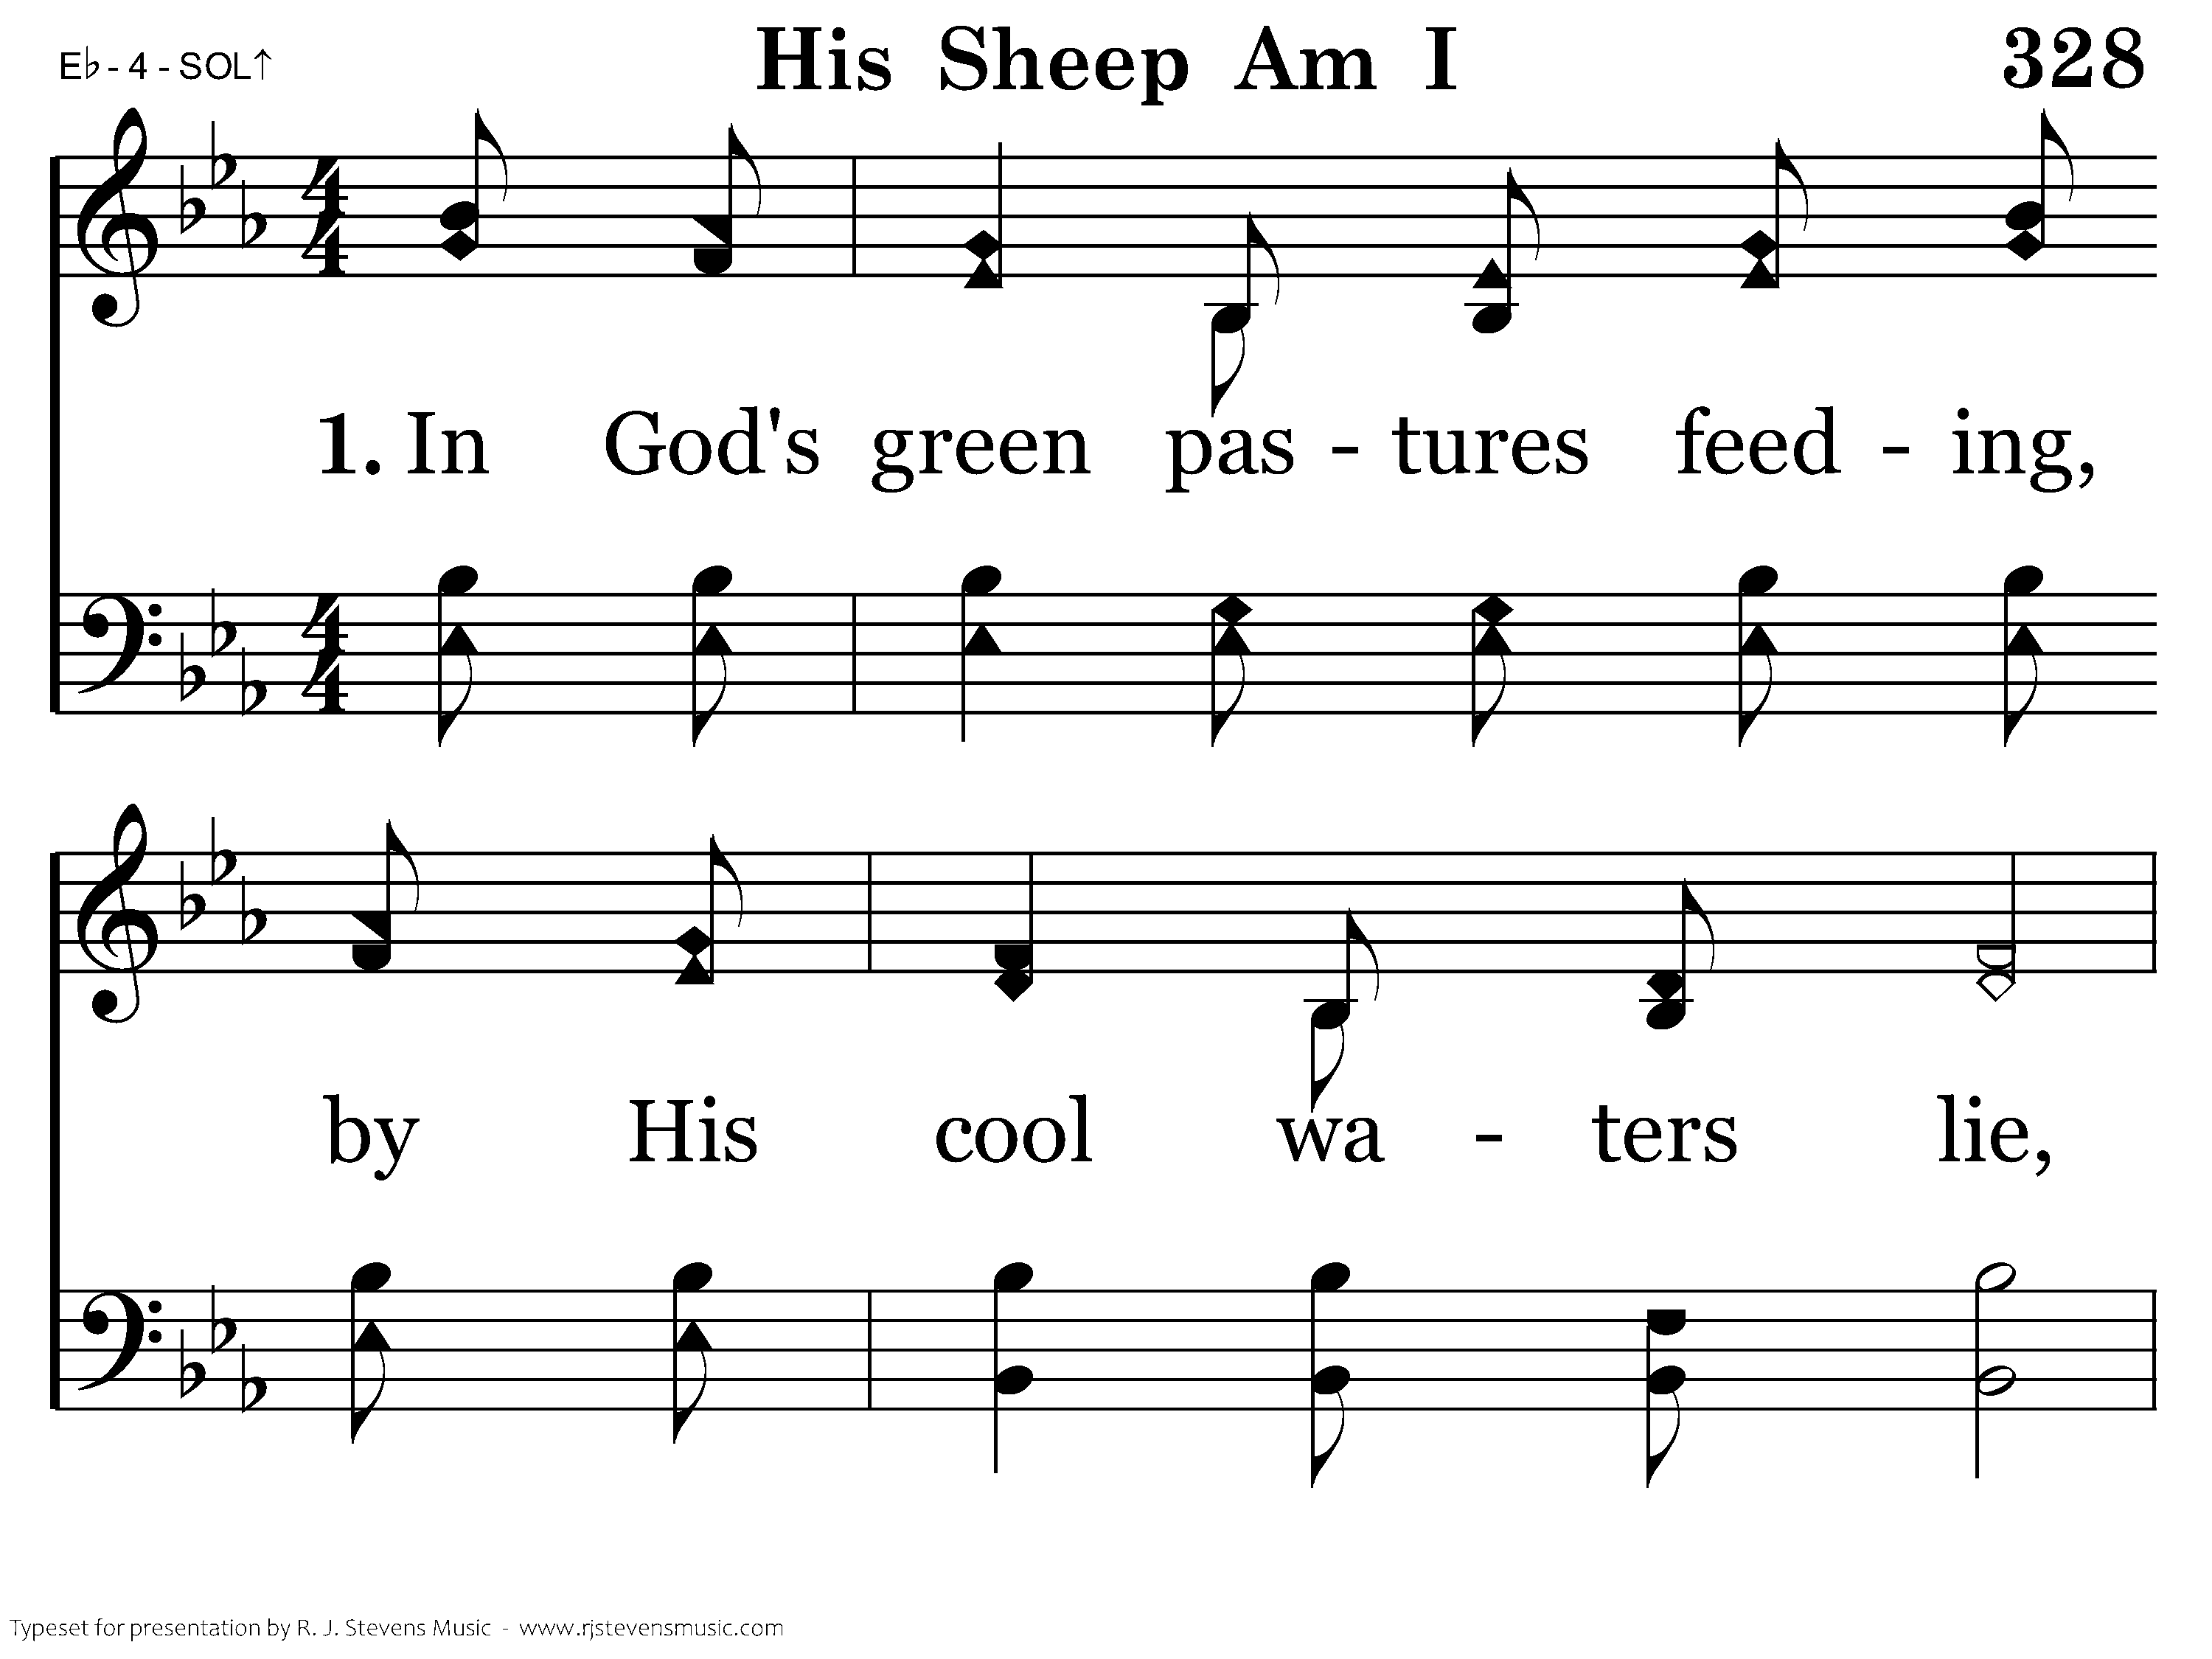 E♭ - 4 - SOL↑
His Sheep Am I
328
1. In God's green pas - tures feed - ing,
by His cool wa - ters lie,
Typeset for presentation by R. J. Stevens Music - www.rjstevensmusic.com